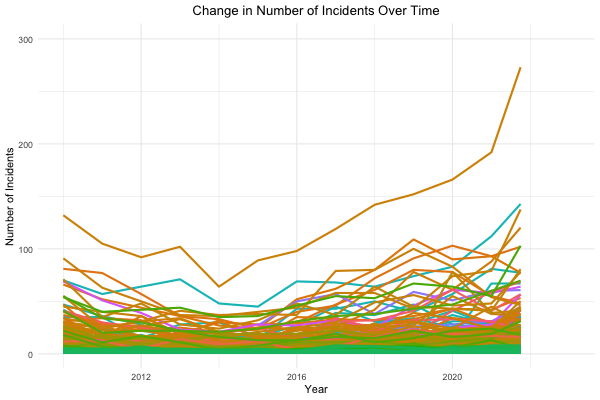 Change in Number of Incidents Over Time
Number of Incidents
300
200
100
0
2012 2016 2020
Year